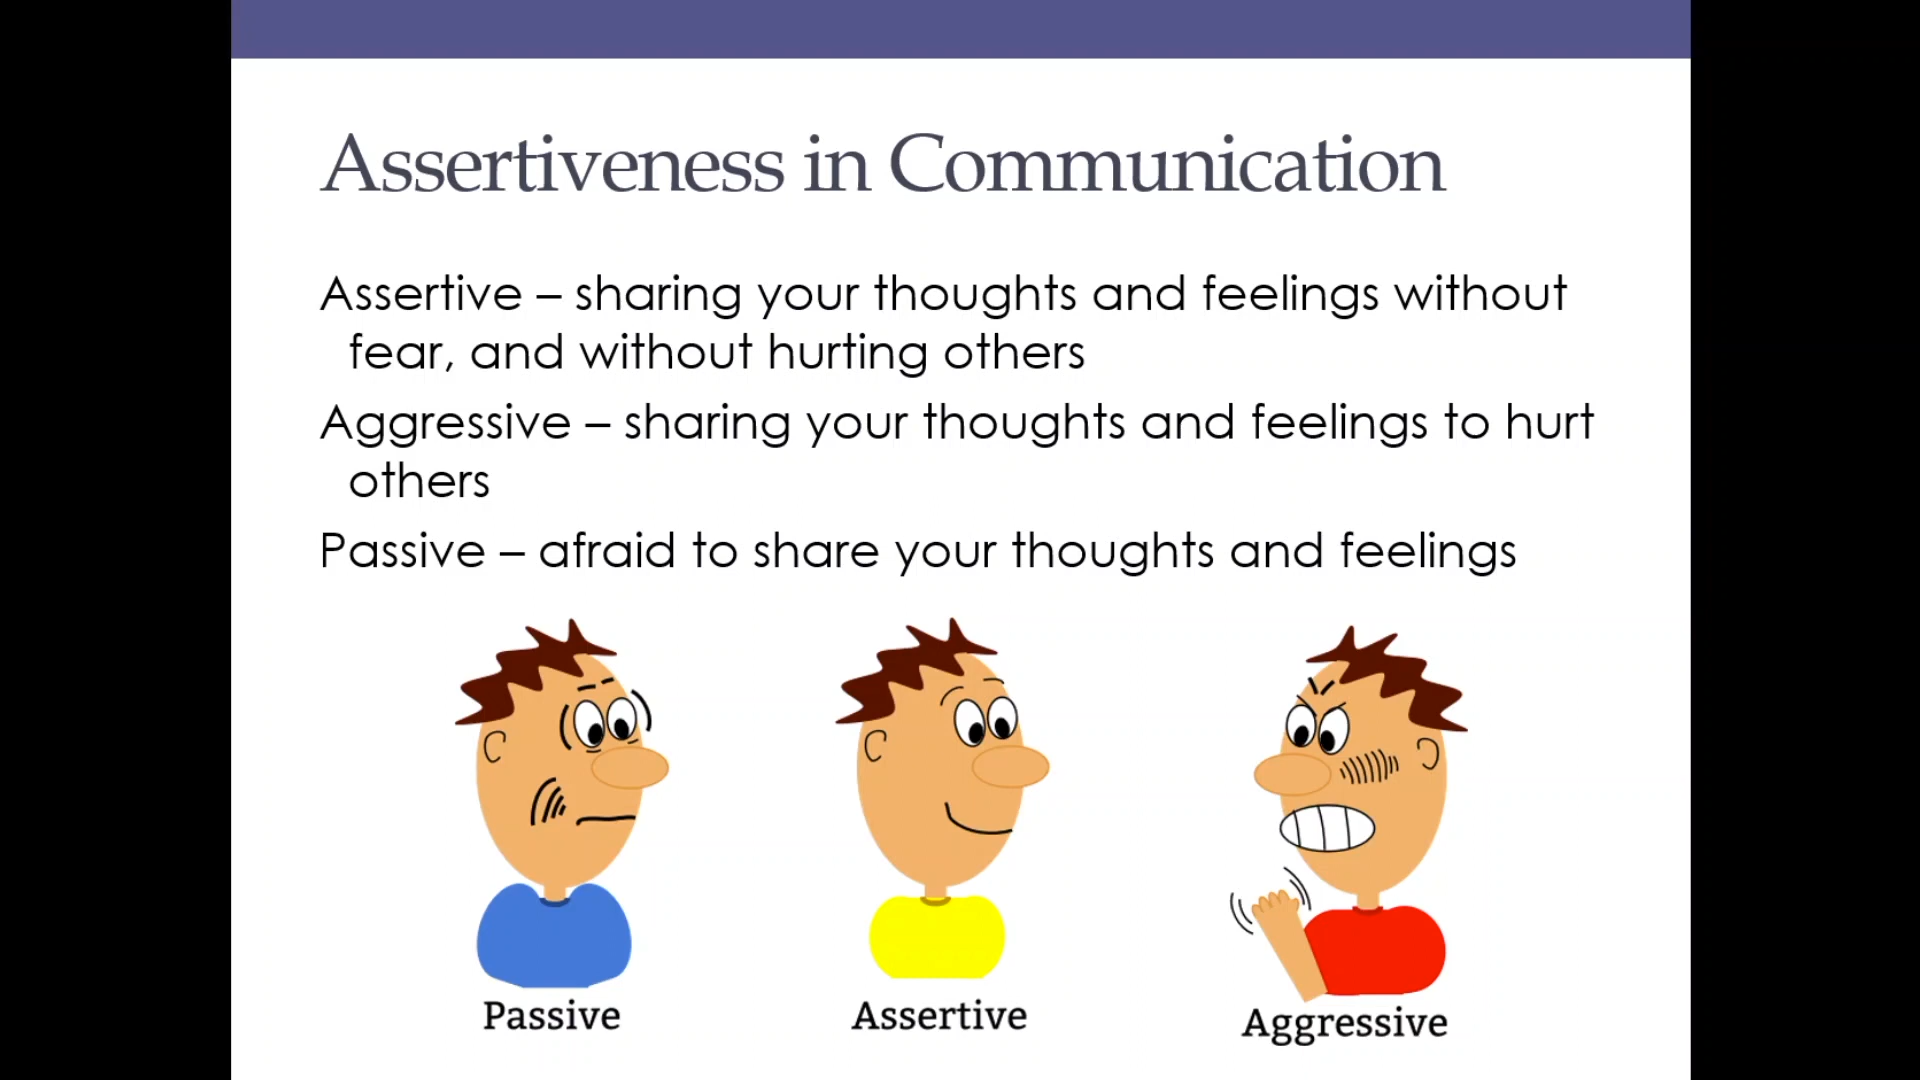 Assertiveness in Communication
Assertive – sharing your thoughts and feelings without
fear, and without hurting others
Aggressive – sharing your thoughts and feelings to hurt
others
Passive – afraid to share your thoughts and feelings
Passive
Assertive
Aggressive